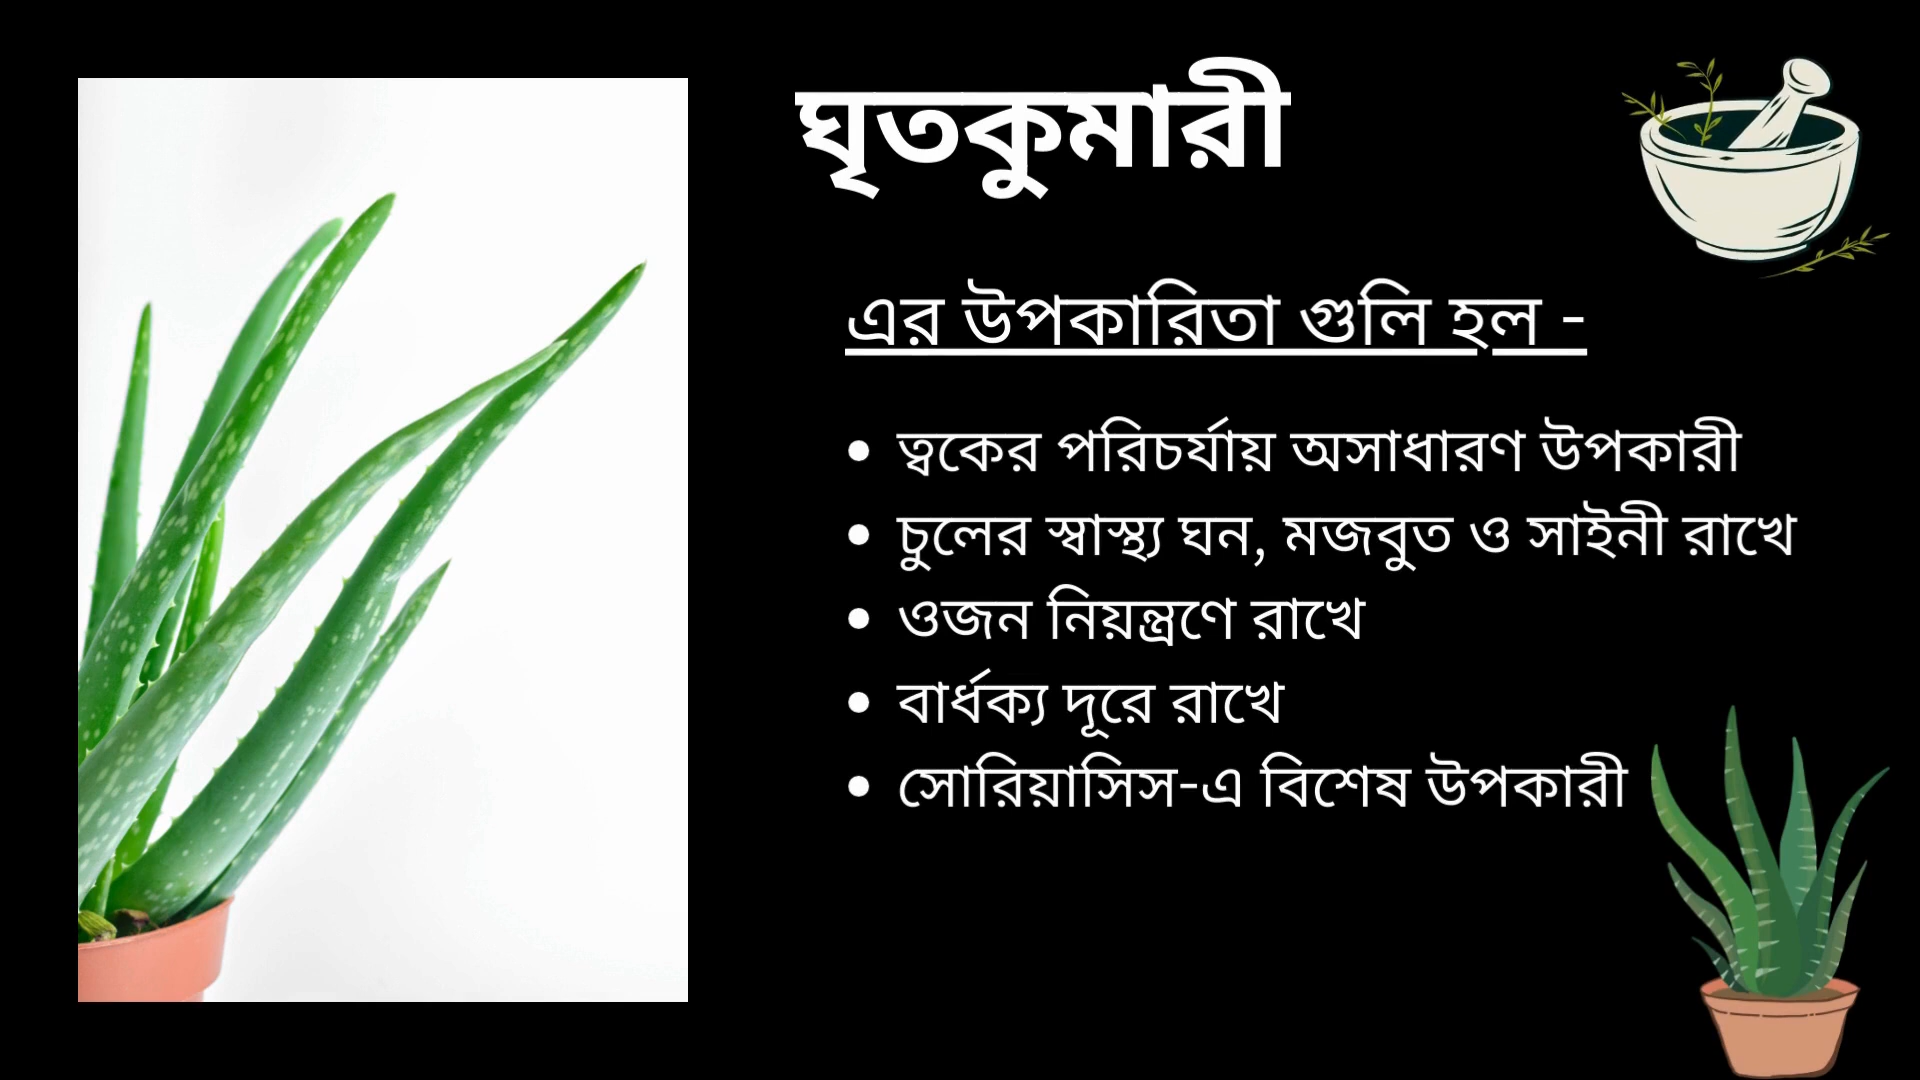 ঘৃতকুমারী
এর উপকারিতা গুলি হল -
• ত্বকের পরিচর্যায় অসাধারণ উপকারী
• চুলের স্বাস্থ্য ঘন, মজবুত ও সাইনী রাখে
• ওজন নিয়ন্ত্রণে রাখে
• বার্ধক্য দূরে রাখে
• সোরিয়াসিস-এ বিশেষ উপকারী